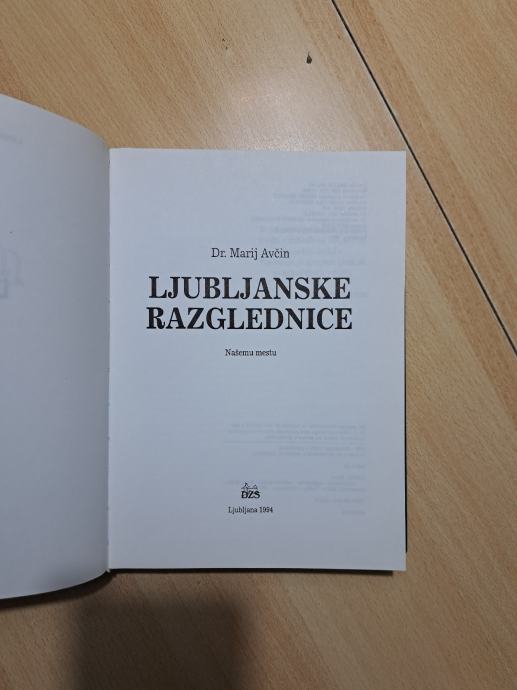 Dr. Marij Avčin
LJUBLJANSKE
RAZGLEDNICE
Našemu mestu
DZS
Ljubljana 1994